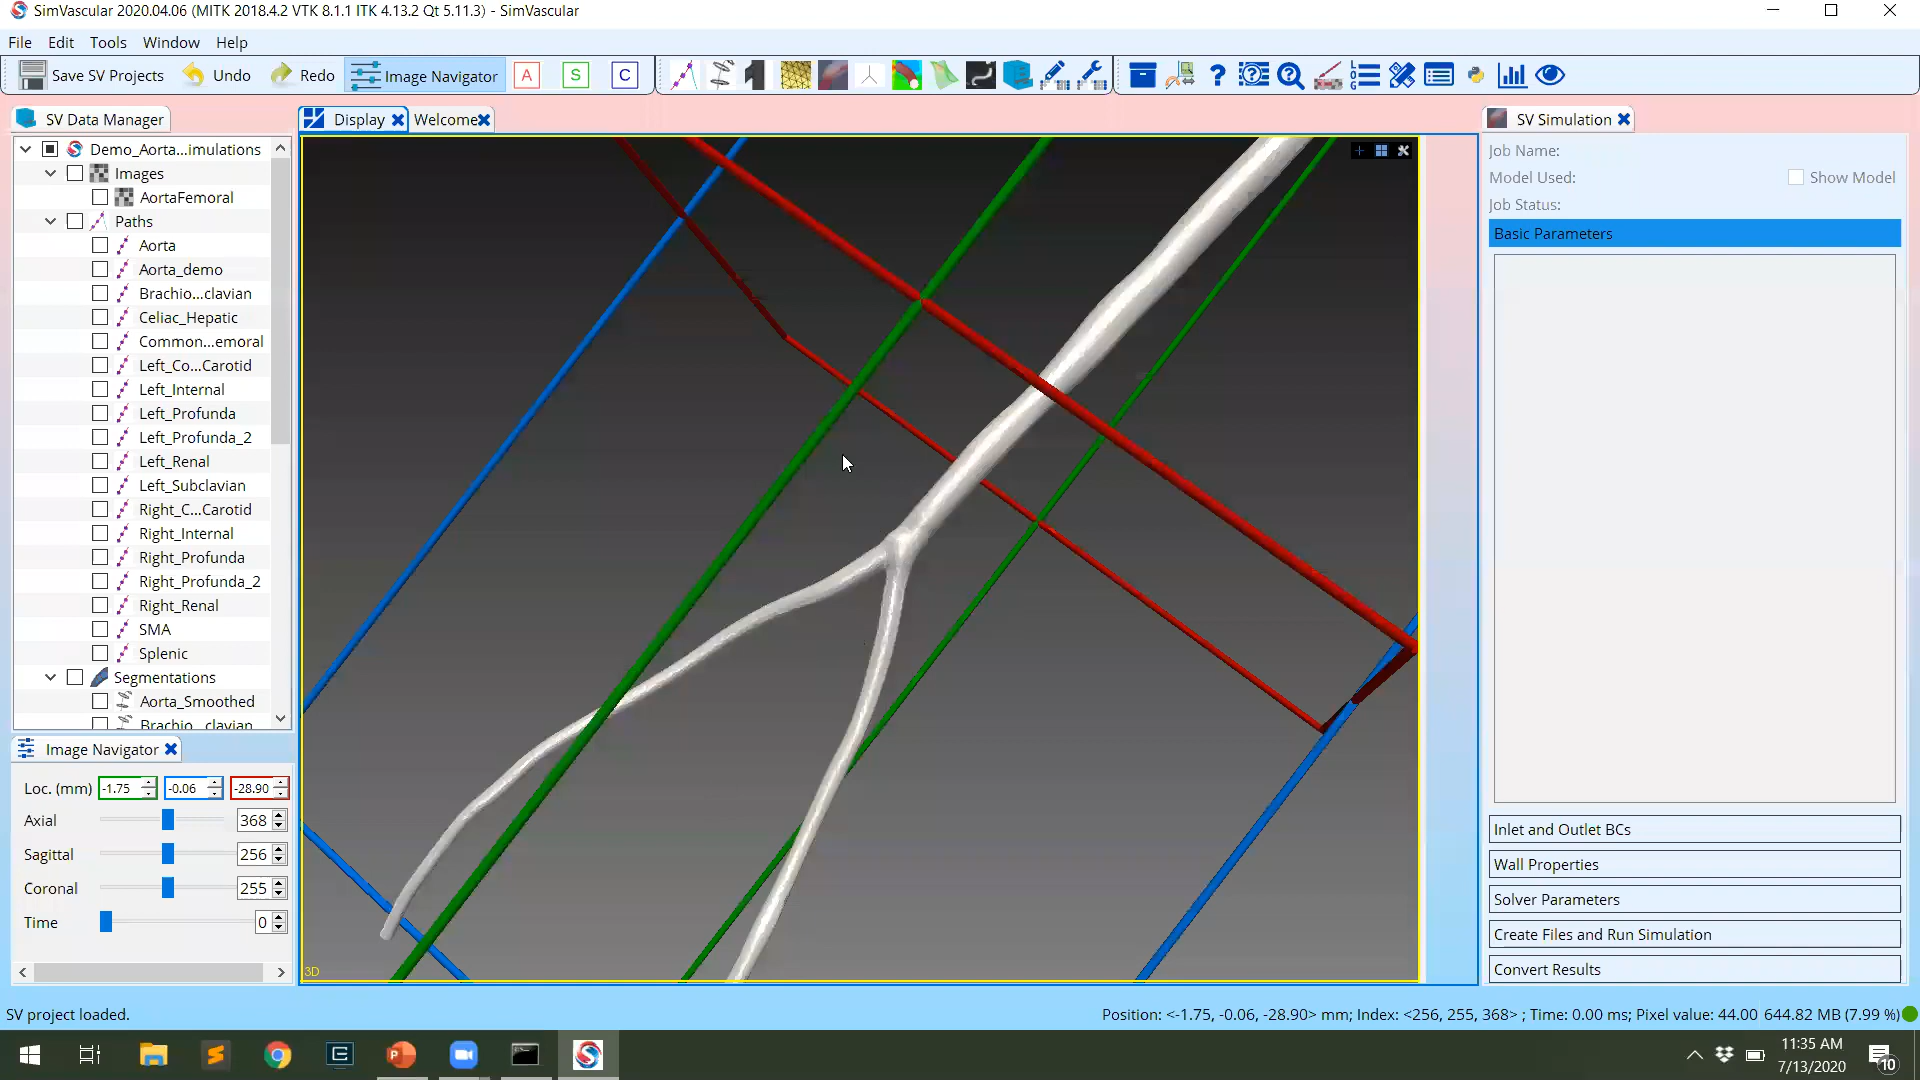 SimVascular 2020.04.06 (MITK 2018.4.2 VTK 8.1.1 ITK 4.13.2 Qt 5.11.3) - SimVascular
File Edit Tools Window Help
Save SV Projects Undo Redo Image Navigator A S C
SV Data Manager
Display Welcome
SV Simulation
Demo_Aorta...imulations
Images
AortaFemoral
Paths
Aorta
Aorta_demo
Brachio...clavian
Celiac_Hepatic
Common...emoral
Left_Co...Carotid
Left_Internal
Left_Profunda
Left_Profunda_2
Left_Renal
Left_Subclavian
Right_C...Carotid
Right_Internal
Right_Profunda
Right_Profunda_2
Right_Renal
SMA
Splenic
Segmentations
Aorta_Smoothed
Brachio...clavian
Image Navigator
Loc. (mm) -1.75 -0.06 -28.90
Axial 368
Sagittal 256
Coronal 255
Time 0
3D
Job Name:
Model Used: Show Model
Job Status:
Basic Parameters
Inlet and Outlet BCs
Wall Properties
Solver Parameters
Create Files and Run Simulation
Convert Results
SV project loaded.
Position: <-1.75, -0.06, -28.90> mm; Index: <256, 255, 368> ; Time: 0.00 ms; Pixel value: 44.00 644.82 MB (7.99 %)
11:35 AM
7/13/2020
10